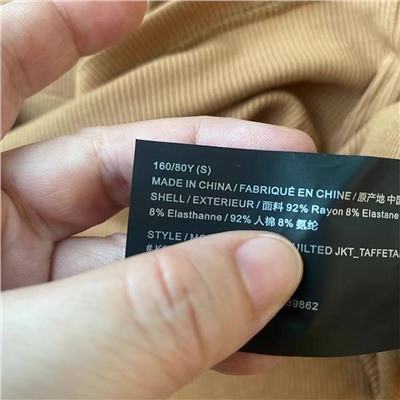 160/80Y (S)
MADE IN CHINA / FABRIQUÉ EN CHINE / 原产地 中国
SHELL / EXTERIEUR / 面料 92% Rayon 8% Elastane
8% Elasthanne / 92% 人棉 8% 氨纶
STYLE /
JKT_TAFFETA
39862